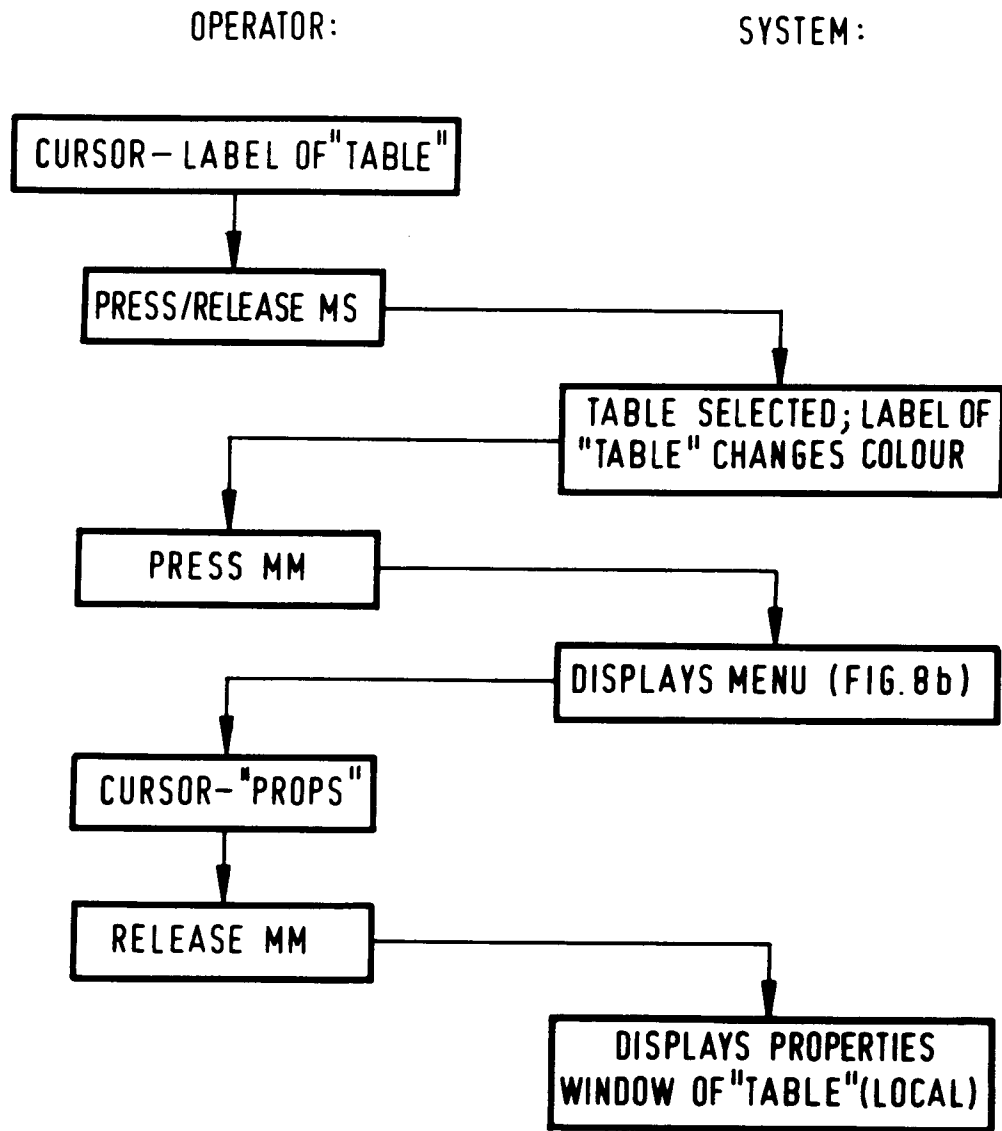 OPERATOR:
SYSTEM:
CURSOR-LABEL OF "TABLE"
PRESS/RELEASE MS
TABLE SELECTED; LABEL OF
"TABLE" CHANGES COLOUR
PRESS MM
DISPLAYS MENU (FIG. 8b)
CURSOR-"PROPS"
RELEASE MM
DISPLAYS PROPERTIES
WINDOW OF "TABLE" (LOCAL)